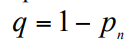 q = 1 − pₙ